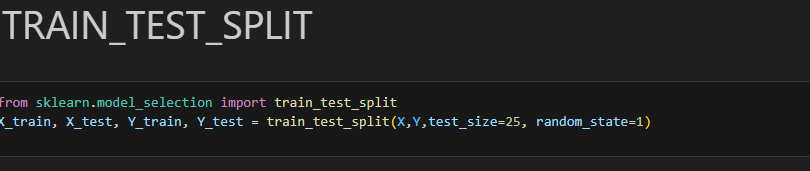 TRAIN_TEST_SPLIT
from sklearn.model_selection import train_test_split
X_train, X_test, Y_train, Y_test = train_test_split(X,Y,test_size=25, random_state=1)